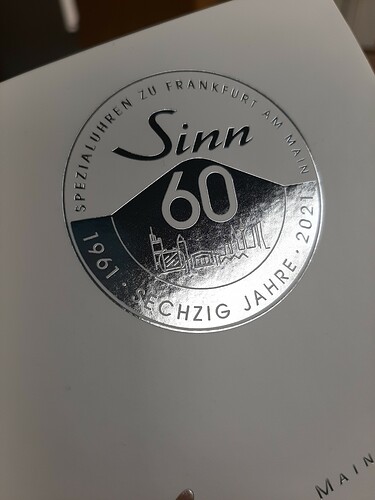 SPEZIALUHREN ZU FRANKFURT AM MAIN
Sinn
60
1961 · SECHZIG JAHRE · 2021
MAIN